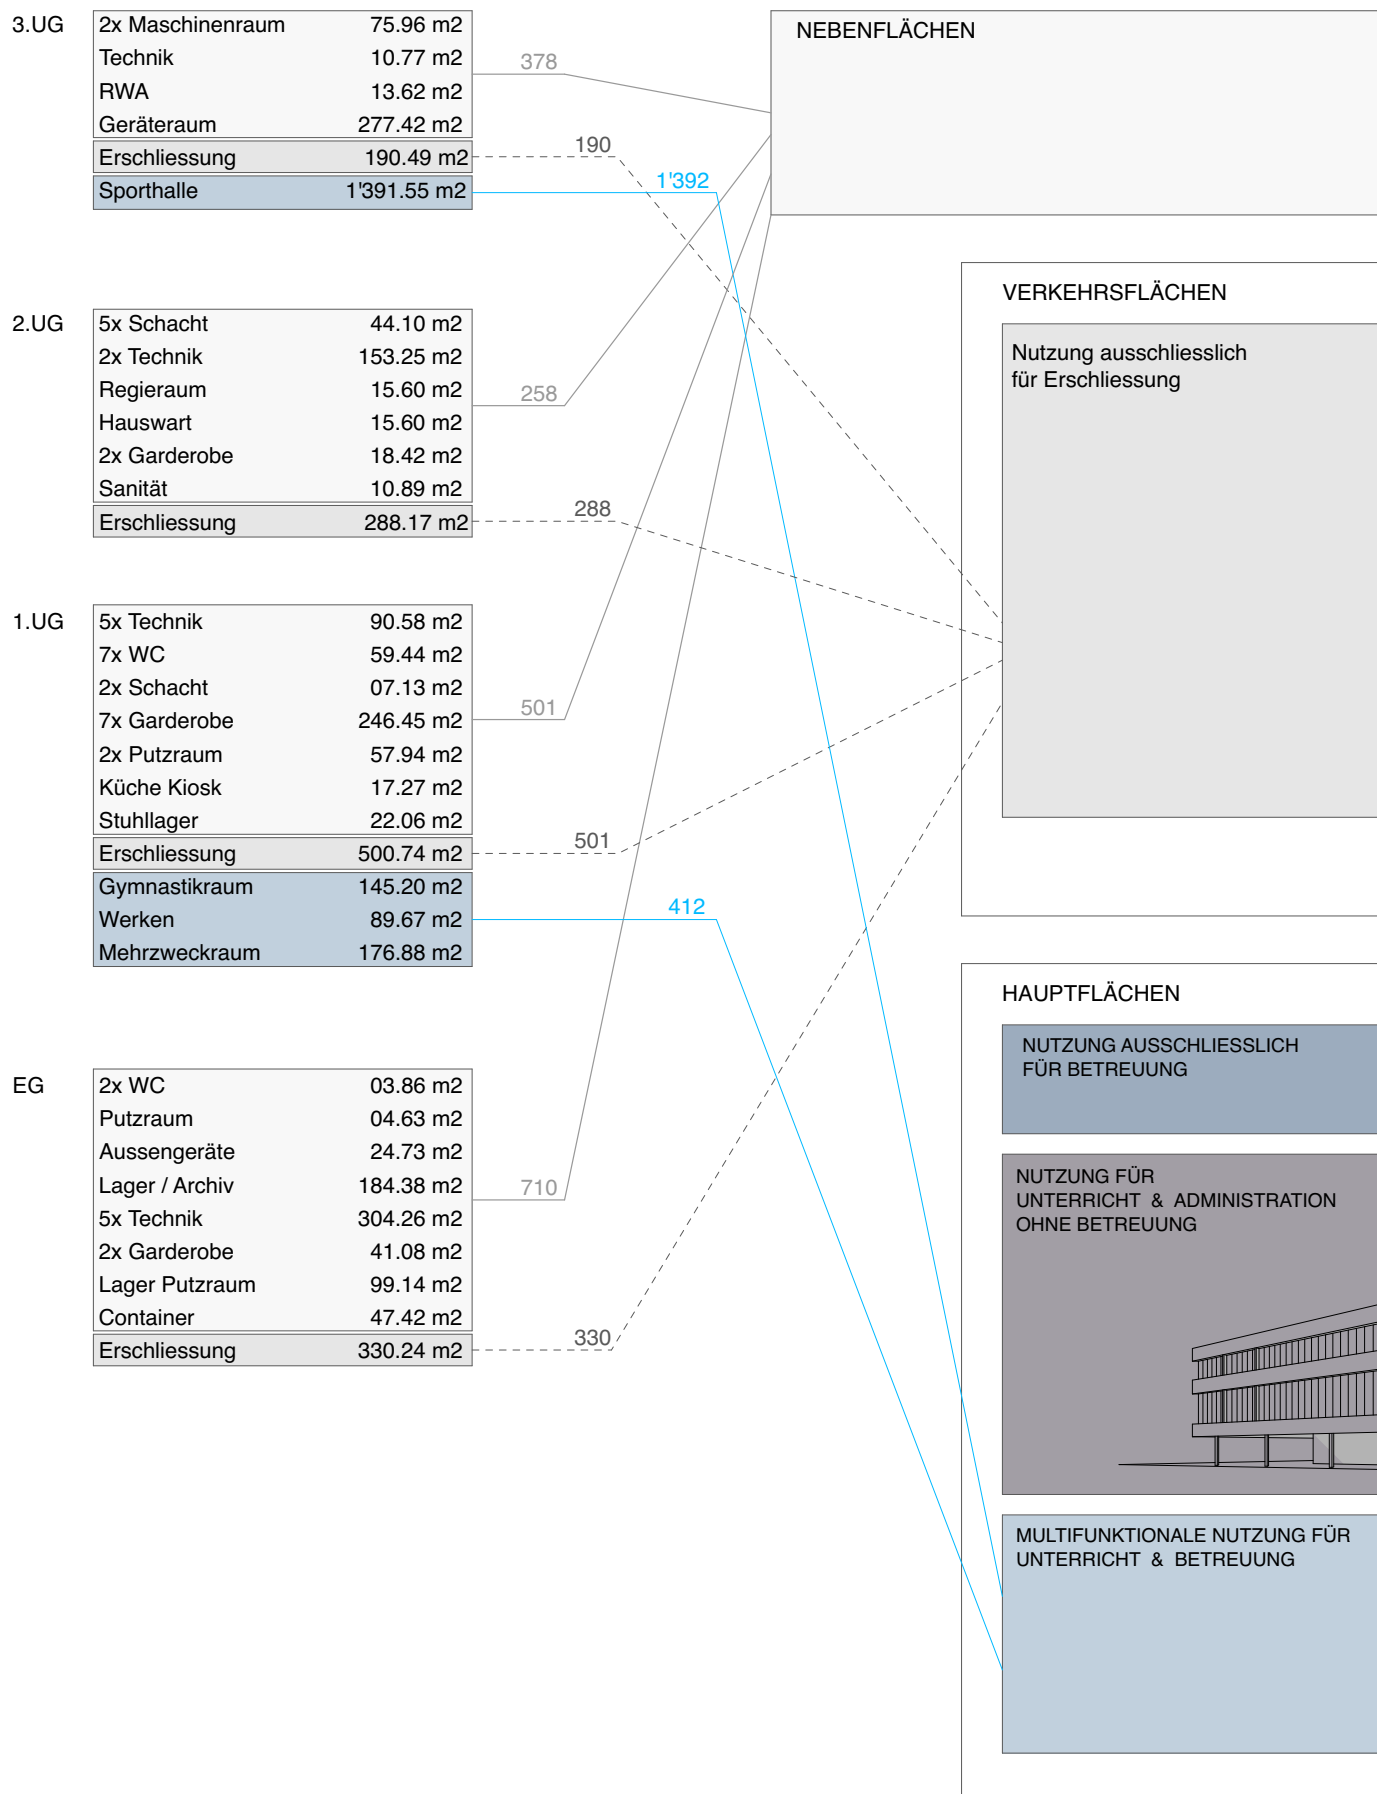 3.UG
2x Maschinenraum 75.96 m2
Technik 10.77 m2
RWA 13.62 m2
Geräteraum 277.42 m2
378
Erschliessung 190.49 m2
190
Sporthalle 1'391.55 m2
1'392
NEBENFLÄCHEN
2.UG
5x Schacht 44.10 m2
2x Technik 153.25 m2
Regieraum 15.60 m2
Hauswart 15.60 m2
2x Garderobe 18.42 m2
Sanität 10.89 m2
258
Erschliessung 288.17 m2
288
VERKEHRSFLÄCHEN
Nutzung ausschliesslich
für Erschliessung
1.UG
5x Technik 90.58 m2
7x WC 59.44 m2
2x Schacht 07.13 m2
7x Garderobe 246.45 m2
2x Putzraum 57.94 m2
Küche Kiosk 17.27 m2
Stuhllager 22.06 m2
501
Erschliessung 500.74 m2
501
Gymnastikraum 145.20 m2
Werken 89.67 m2
Mehrzweckraum 176.88 m2
412
EG
2x WC 03.86 m2
Putzraum 04.63 m2
Aussengeräte 24.73 m2
Lager / Archiv 184.38 m2
5x Technik 304.26 m2
2x Garderobe 41.08 m2
Lager Putzraum 99.14 m2
Container 47.42 m2
710
Erschliessung 330.24 m2
330
HAUPTFLÄCHEN
NUTZUNG AUSSCHLIESSLICH
FÜR BETREUUNG
NUTZUNG FÜR
UNTERRICHT & ADMINISTRATION
OHNE BETREUUNG
MULTIFUNKTIONALE NUTZUNG FÜR
UNTERRICHT & BETREUUNG